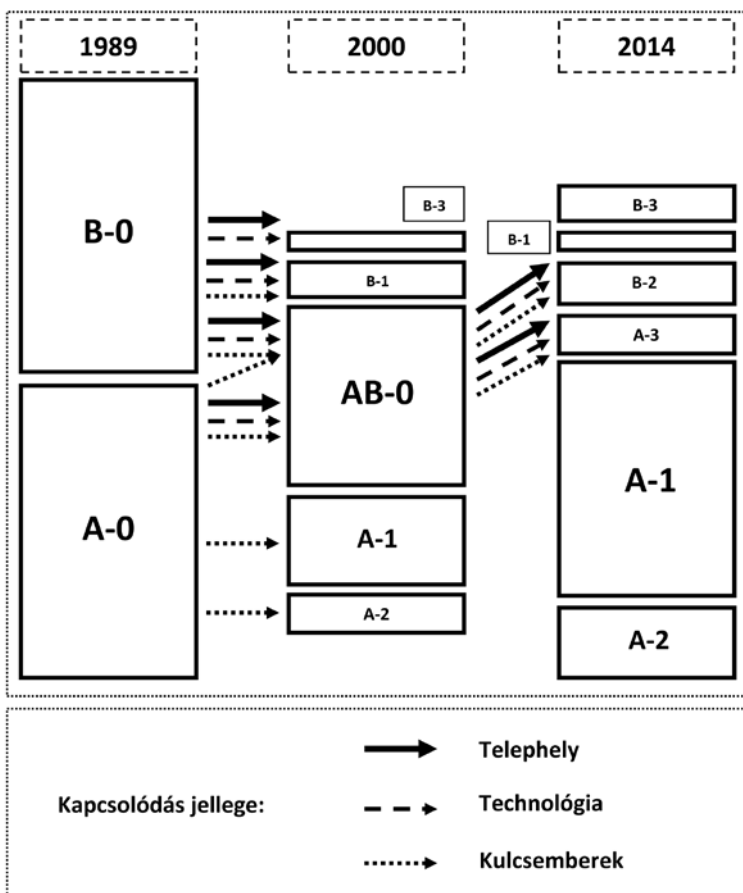 1989
2000
2014
B-0
A-0
B-3
B-1
AB-0
A-1
A-2
B-1
B-3
B-2
A-3
A-1
A-2
Kapcsolódás jellege:
Telephely
Technológia
Kulcsemberek